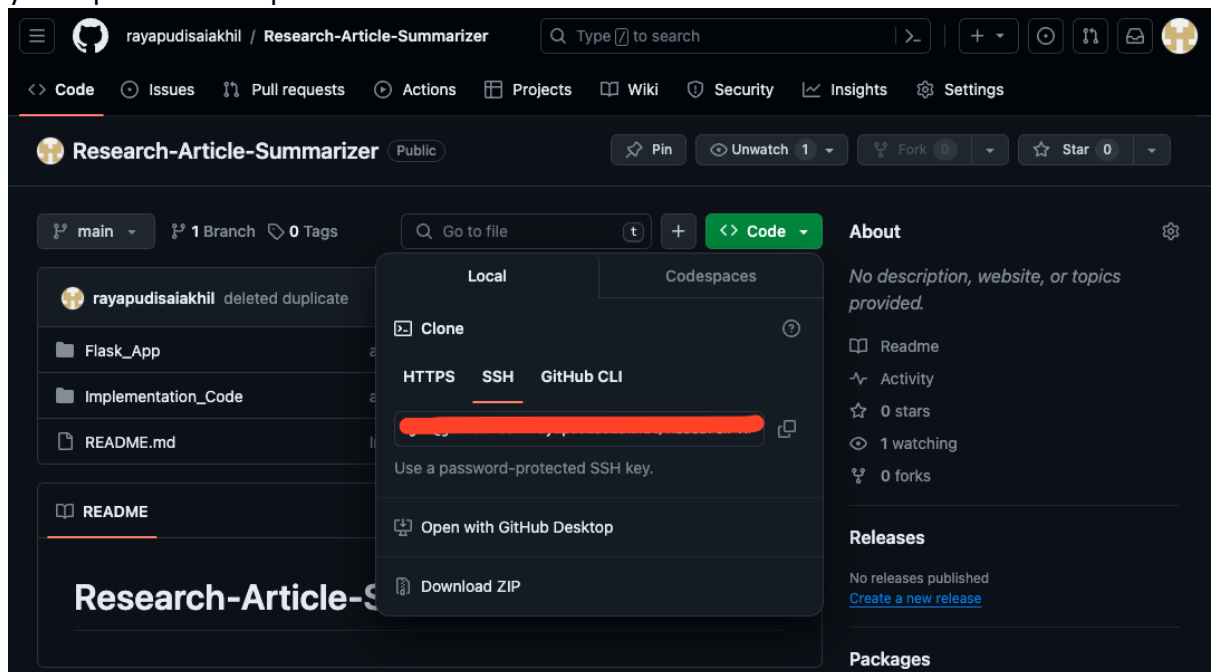 rayapudisaiakhil / Research-Article-Summarizer
Type / to search
Code
Issues
Pull requests
Actions
Projects
Wiki
Security
Insights
Settings
Research-Article-Summarizer Public
Pin
Unwatch 1
Fork 0
Star 0
main
1 Branch
0 Tags
Go to file
t
Code
About
No description, website, or topics
provided.
Readme
Activity
0 stars
1 watching
0 forks
Releases
No releases published
Create a new release
Packages
Local
Codespaces
Clone
HTTPS
SSH
GitHub CLI
Use a password-protected SSH key.
Open with GitHub Desktop
Download ZIP
rayapudisaiakhil deleted duplicate
Flask_App
Implementation_Code
README.md
README
Research-Article-S